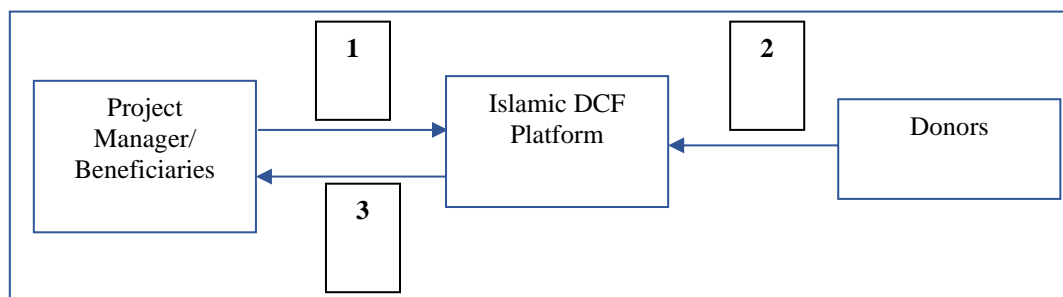 1
2
Project
Manager/
Beneficiaries
Islamic DCF
Platform
Donors
3